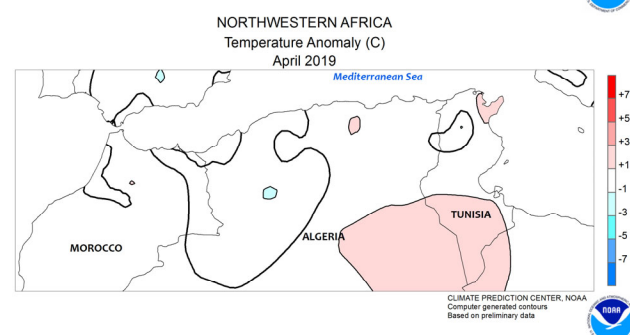 NORTHWESTERN AFRICA
Temperature Anomaly (C)
April 2019
Mediterranean Sea
+7
+5
+3
+1
-1
-3
-5
-7
TUNISIA
ALGERIA
MOROCCO
CLIMATE PREDICTION CENTER, NOAA
Computer generated contours
Based on preliminary data
NOAA